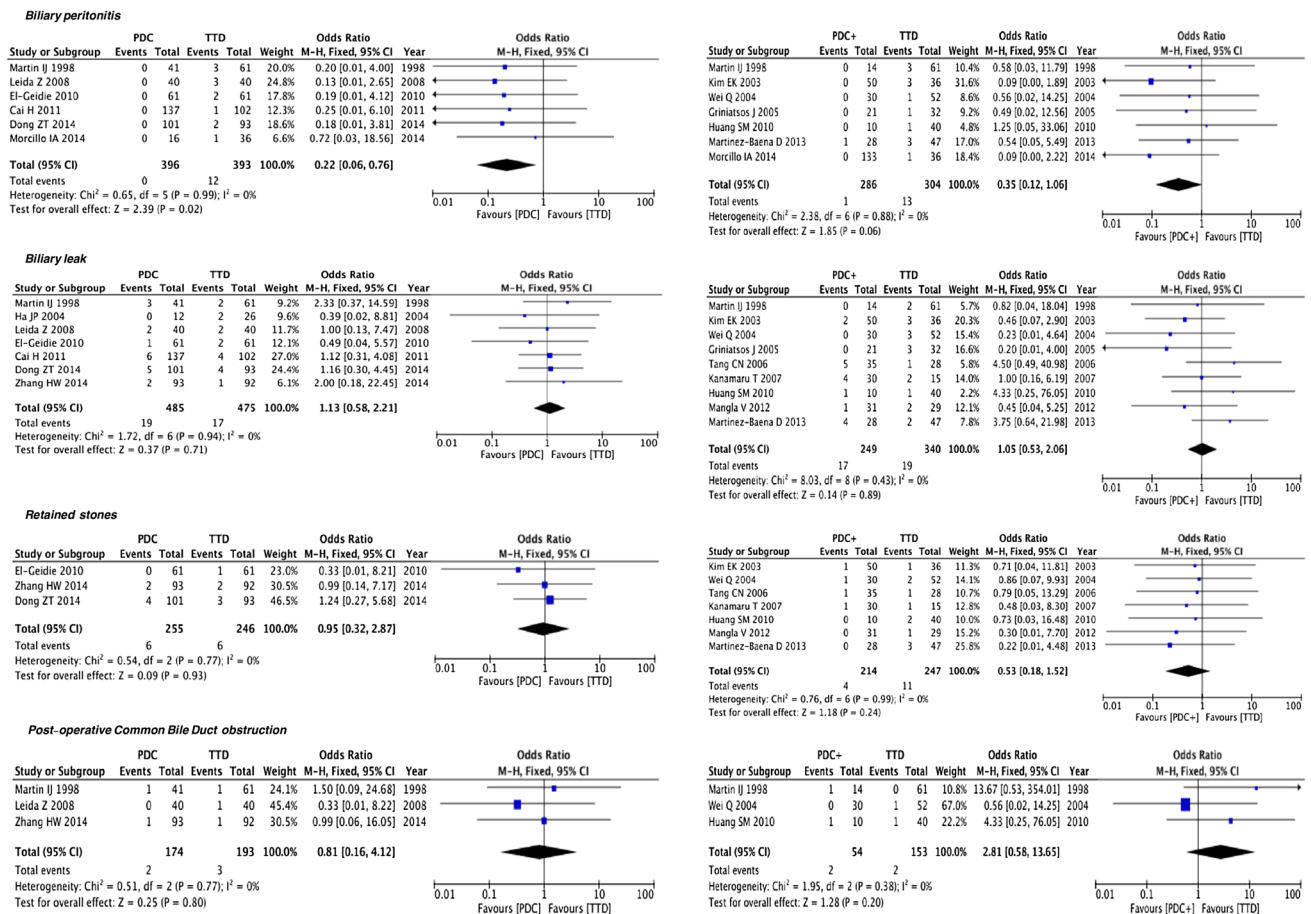 Biliary peritonitis
PDC TTD Odds Ratio Odds Ratio
Study or Subgroup Events Total Events Total Weight M-H, Fixed, 95% CI Year M-H, Fixed, 95% CI
Martin IJ 1998 0 41 3 61 20.0% 0.20 [0.01, 4.00] 1998
Leida Z 2008 0 40 3 40 24.8% 0.13 [0.01, 2.65] 2008
El-Geidie 2010 0 61 2 61 17.8% 0.19 [0.01, 4.12] 2010
Cai H 2011 0 137 1 102 12.3% 0.25 [0.01, 6.10] 2011
Dong ZT 2014 0 101 2 93 18.6% 0.18 [0.01, 3.81] 2014
Morcillo IA 2014 0 16 1 36 6.6% 0.72 [0.03, 18.56] 2014
Total (95% CI) 396 393 100.0% 0.22 [0.06, 0.76]
Total events 0 12
Heterogeneity: Chi² = 0.65, df = 5 (P = 0.99); I² = 0%
Test for overall effect: Z = 2.39 (P = 0.02)
0.01 0.1 1 10 100
Favours [PDC] Favours [TTD]
PDC+ TTD Odds Ratio Odds Ratio
Study or Subgroup Events Total Events Total Weight M-H, Fixed, 95% CI Year M-H, Fixed, 95% CI
Martin IJ 1998 0 14 3 61 13.0% 0.58 [0.03, 11.79] 1998
Kim EK 2003 0 50 3 36 31.6% 0.09 [0.00, 1.89] 2003
Wei Q 2004 0 30 1 52 8.6% 0.56 [0.02, 14.25] 2004
Griniatsos J 2005 0 21 1 32 9.2% 0.49 [0.02, 12.56] 2005
Huang SM 2010 0 10 1 40 4.8% 1.25 [0.05, 33.06] 2010
Martinez-Baena D 2013 1 28 3 47 17.0% 0.54 [0.05, 5.49] 2013
Morcillo IA 2014 0 133 1 36 18.4% 0.09 [0.00, 2.22] 2014
Total (95% CI) 286 304 100.0% 0.35 [0.12, 1.06]
Total events 1 13
Heterogeneity: Chi² = 2.38, df = 6 (P = 0.88); I² = 0%
Test for overall effect: Z = 1.85 (P = 0.06)
0.01 0.1 1 10 100
Favours [PDC+] Favours [TTD]
Biliary leak
PDC TTD Odds Ratio Odds Ratio
Study or Subgroup Events Total Events Total Weight M-H, Fixed, 95% CI Year M-H, Fixed, 95% CI
Martin IJ 1998 3 41 2 61 9.2% 2.33 [0.37, 14.59] 1998
Ha JP 2004 0 12 2 26 9.6% 0.39 [0.02, 8.81] 2004
Leida Z 2008 2 40 2 40 11.7% 1.00 [0.13, 7.47] 2008
El-Geidie 2010 1 61 2 61 12.1% 0.49 [0.04, 5.57] 2010
Cai H 2011 6 137 4 102 27.0% 1.12 [0.31, 4.08] 2011
Dong ZT 2014 5 101 4 93 24.4% 1.16 [0.30, 4.45] 2014
Zhang HW 2014 2 93 1 92 6.1% 2.00 [0.18, 22.45] 2014
Total (95% CI) 485 475 100.0% 1.13 [0.58, 2.21]
Total events 19 17
Heterogeneity: Chi² = 1.72, df = 6 (P = 0.94); I² = 0%
Test for overall effect: Z = 0.37 (P = 0.71)
0.01 0.1 1 10 100
Favours [PDC] Favours [TTD]
PDC+ TTD Odds Ratio Odds Ratio
Study or Subgroup Events Total Events Total Weight M-H, Fixed, 95% CI Year M-H, Fixed, 95% CI
Martin IJ 1998 0 14 2 61 5.7% 0.82 [0.04, 18.04] 1998
Kim EK 2003 2 50 3 36 20.6% 0.46 [0.07, 2.90] 2003
Wei Q 2004 0 30 3 52 15.4% 0.23 [0.01, 4.64] 2004
Griniatsos J 2005 0 21 3 32 16.9% 0.20 [0.01, 4.00] 2005
Tang CN 2006 5 35 1 28 5.8% 4.50 [0.49, 40.98] 2006
Kanamaru T 2007 4 30 2 15 14.0% 1.00 [0.16, 6.19] 2007
Huang SM 2010 1 10 1 40 2.2% 4.33 [0.25, 76.05] 2010
Mangla V 2012 1 31 2 29 12.1% 0.45 [0.04, 5.25] 2012
Martinez-Baena D 2013 4 28 2 47 7.8% 3.75 [0.64, 21.98] 2013
Total (95% CI) 249 340 100.0% 1.05 [0.53, 2.06]
Total events 17 19
Heterogeneity: Chi² = 8.03, df = 8 (P = 0.43); I² = 0%
Test for overall effect: Z = 0.14 (P = 0.89)
0.01 0.1 1 10 100
Favours [PDC+] Favours [TTD]
Retained stones
PDC TTD Odds Ratio Odds Ratio
Study or Subgroup Events Total Events Total Weight M-H, Fixed, 95% CI Year M-H, Fixed, 95% CI
El-Geidie 2010 0 61 1 61 23.0% 0.33 [0.01, 8.21] 2010
Zhang HW 2014 2 93 2 92 30.5% 0.99 [0.14, 7.17] 2014
Dong ZT 2014 4 101 3 93 46.5% 1.24 [0.27, 5.68] 2014
Total (95% CI) 255 246 100.0% 0.95 [0.32, 2.87]
Total events 6 6
Heterogeneity: Chi² = 0.54, df = 2 (P = 0.77); I² = 0%
Test for overall effect: Z = 0.09 (P = 0.93)
0.01 0.1 1 10 100
Favours [PDC] Favours [TTD]
PDC+ TTD Odds Ratio Odds Ratio
Study or Subgroup Events Total Events Total Weight M-H, Fixed, 95% CI Year M-H, Fixed, 95% CI
Kim EK 2003 1 50 1 36 11.3% 0.71 [0.04, 11.81] 2003
Wei Q 2004 1 30 2 52 14.1% 0.86 [0.07, 9.93] 2004
Tang CN 2006 1 35 1 28 10.7% 0.79 [0.05, 13.29] 2006
Kanamaru T 2007 1 30 1 15 12.8% 0.48 [0.03, 8.30] 2007
Huang SM 2010 0 10 2 40 10.2% 0.73 [0.03, 16.48] 2010
Mangla V 2012 0 31 1 29 15.2% 0.30 [0.01, 7.70] 2012
Martinez-Baena D 2013 0 28 3 47 25.8% 0.22 [0.01, 4.48] 2013
Total (95% CI) 214 247 100.0% 0.53 [0.18, 1.52]
Total events 4 11
Heterogeneity: Chi² = 0.76, df = 6 (P = 0.99); I² = 0%
Test for overall effect: Z = 1.18 (P = 0.24)
0.01 0.1 1 10 100
Favours [PDC+] Favours [TTD]
Post-operative Common Bile Duct obstruction
PDC TTD Odds Ratio Odds Ratio
Study or Subgroup Events Total Events Total Weight M-H, Fixed, 95% CI Year M-H, Fixed, 95% CI
Martin IJ 1998 1 41 1 61 24.1% 1.50 [0.09, 24.68] 1998
Leida Z 2008 0 40 1 40 45.4% 0.33 [0.01, 8.22] 2008
Zhang HW 2014 1 93 1 92 30.5% 0.99 [0.06, 16.05] 2014
Total (95% CI) 174 193 100.0% 0.81 [0.16, 4.12]
Total events 2 3
Heterogeneity: Chi² = 0.51, df = 2 (P = 0.77); I² = 0%
Test for overall effect: Z = 0.25 (P = 0.80)
0.01 0.1 1 10 100
Favours [PDC] Favours [TTD]
PDC+ TTD Odds Ratio Odds Ratio
Study or Subgroup Events Total Events Total Weight M-H, Fixed, 95% CI Year M-H, Fixed, 95% CI
Martin IJ 1998 1 14 0 61 10.8% 13.67 [0.53, 354.01] 1998
Wei Q 2004 0 30 1 52 67.0% 0.56 [0.02, 14.25] 2004
Huang SM 2010 1 10 1 40 22.2% 4.33 [0.25, 76.05] 2010
Total (95% CI) 54 153 100.0% 2.81 [0.58, 13.65]
Total events 2 2
Heterogeneity: Chi² = 1.95, df = 2 (P = 0.38); I² = 0%
Test for overall effect: Z = 1.28 (P = 0.20)
0.01 0.1 1 10 100
Favours [PDC+] Favours [TTD]